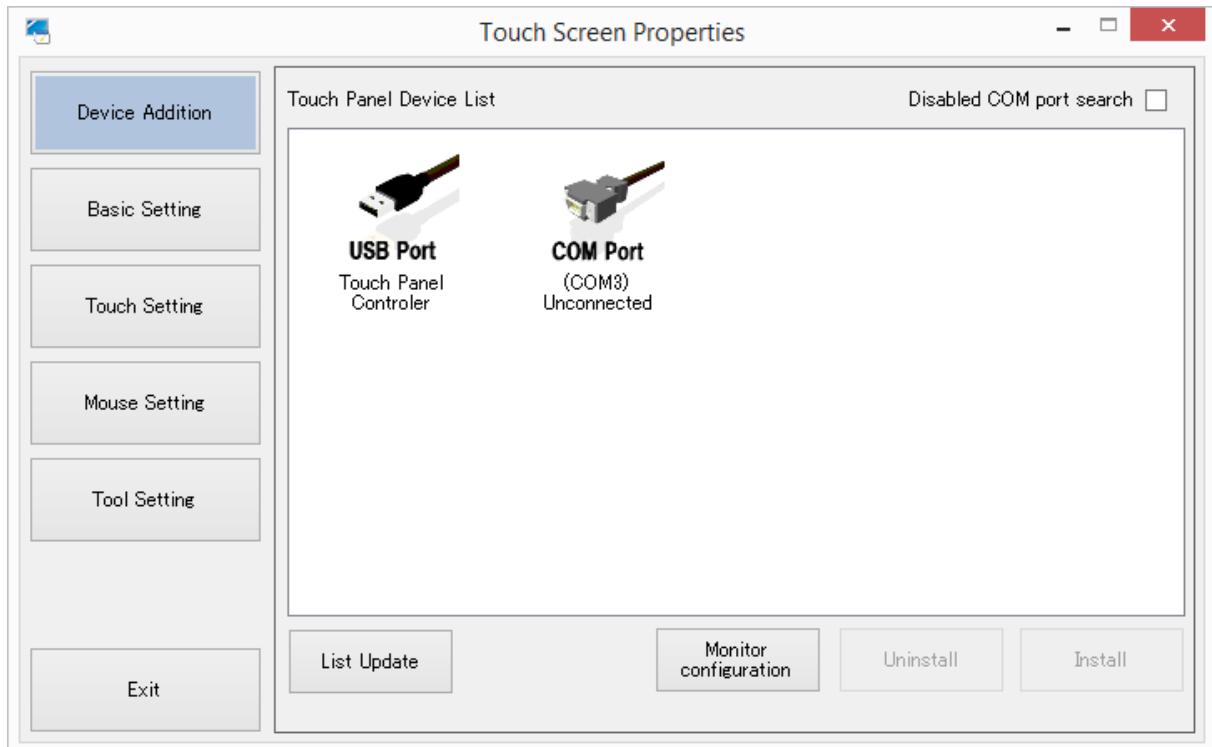 Touch Screen Properties
Device Addition
Basic Setting
Touch Setting
Mouse Setting
Tool Setting
Exit
Touch Panel Device List
Disabled COM port search
USB Port
Touch Panel
Controler
COM Port
(COM3)
Unconnected
List Update
Monitor
configuration
Uninstall
Install